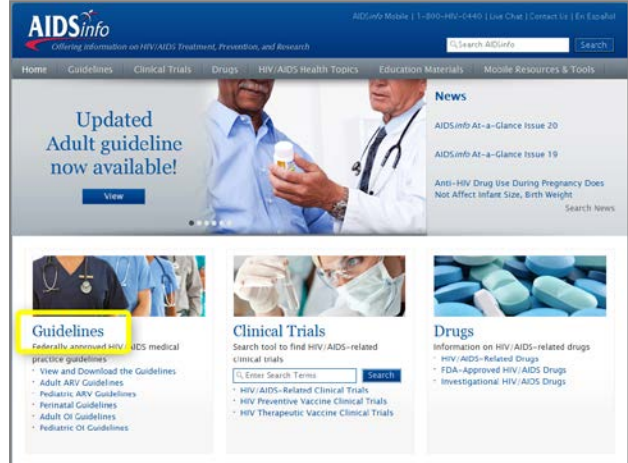 AIDSinfo
Offering information on HIV/AIDS Treatment, Prevention, and Research
AIDSinfo Mobile | 1-800-HIV-0440 | Live Chat | Contact Us | En Español
Search AIDSinfo
Search
Home Guidelines Clinical Trials Drugs HIV/AIDS Health Topics Education Materials Mobile Resources & Tools
Updated
Adult guideline
now available!
View
News
AIDSinfo At-a-Glance Issue 20
AIDSinfo At-a-Glance Issue 19
Anti-HIV Drug Use During Pregnancy Does
Not Affect Infant Size, Birth Weight
Search News
Guidelines
Federally approved HIV/AIDS medical
practice guidelines
View and Download the Guidelines
Adult ARV Guidelines
Pediatric ARV Guidelines
Perinatal Guidelines
Adult OI Guidelines
Pediatric OI Guidelines
Clinical Trials
Search tool to find HIV/AIDS-related
clinical trials
Enter Search Terms
Search
HIV/AIDS-Related Clinical Trials
HIV Preventive Vaccine Clinical Trials
HIV Therapeutic Vaccine Clinical Trials
Drugs
Information on HIV/AIDS-related drugs
HIV/AIDS-Related Drugs
FDA-Approved HIV/AIDS Drugs
Investigational HIV/AIDS Drugs